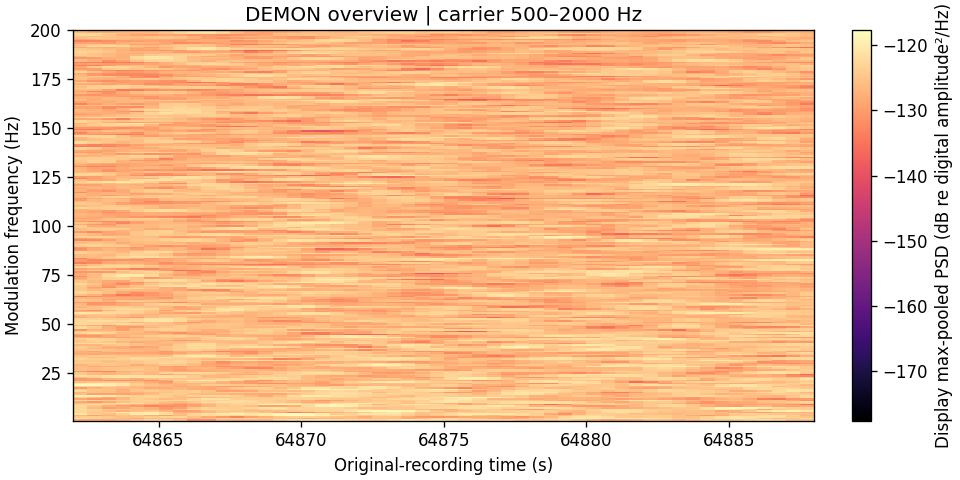 DEMON overview | carrier 500–2000 Hz
200
175
150
125
100
75
50
25
Modulation frequency (Hz)
64865 64870 64875 64880 64885
Original-recording time (s)
−120
−130
−140
−150
−160
−170
Display max-pooled PSD (dB re digital amplitude²/Hz)